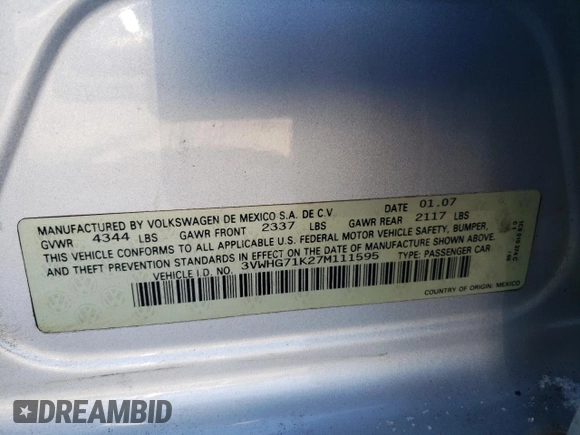 MANUFACTURED BY VOLKSWAGEN DE MEXICO S.A. DE C.V DATE 01.07
GVWR 4344 LBS GAWR FRONT 2337 LBS GAWR REAR 2117 LBS
THIS VEHICLE CONFORMS TO ALL APPLICABLE U.S. FEDERAL MOTOR VEHICLE SAFETY, BUMPER,
AND THEFT PREVENTION STANDARDS IN EFFECT ON THE DATE OF MANUFACTURE SHOWN ABOVE.
VEHICLE I.D. NO. 3VWHG71K27M111595 TYPE: PASSENGER CAR
COUNTRY OF ORIGIN: MEXICO
DREAMBID